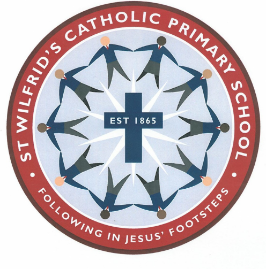 ST WILFRID'S CATHOLIC PRIMARY SCHOOL
EST 1865
• FOLLOWING IN JESUS' FOOTSTEPS •